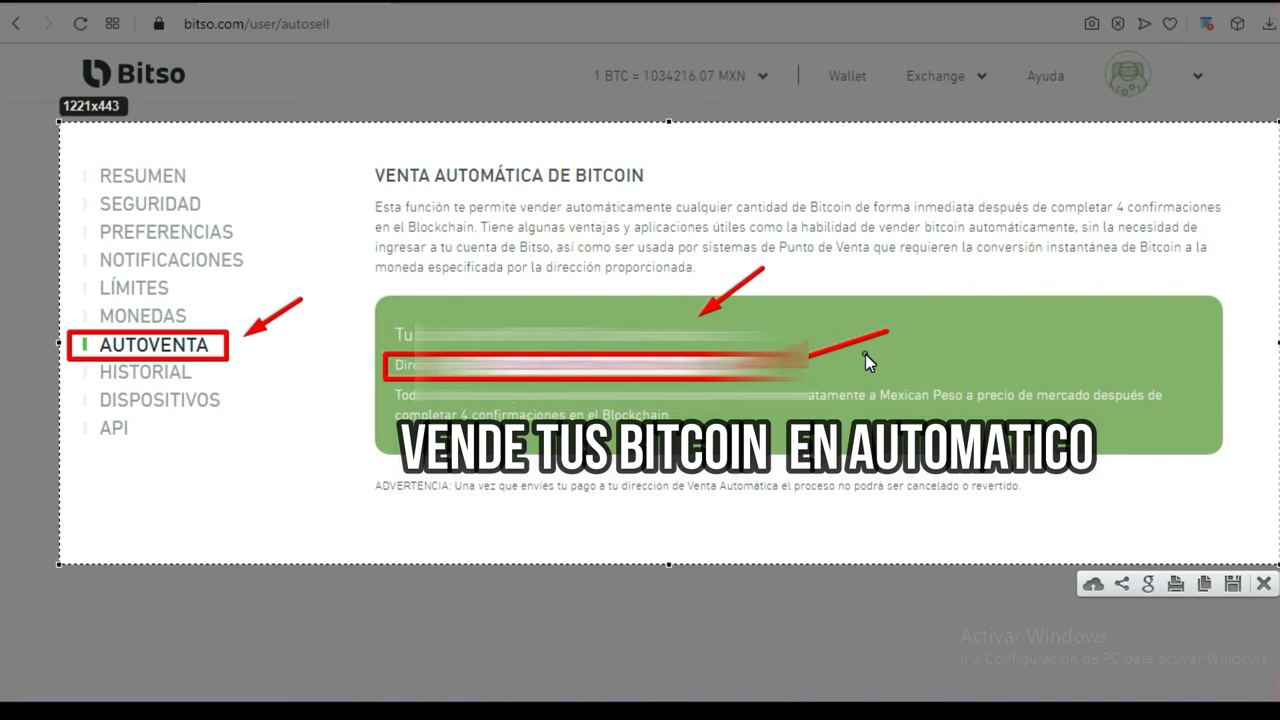 bitso.com/user/autosell
Bitso
1 BTC = 1034216.07 MXN
Wallet
Exchange
Ayuda
1221x443
RESUMEN
SEGURIDAD
PREFERENCIAS
NOTIFICACIONES
LÍMITES
MONEDAS
AUTOVENTA
HISTORIAL
DISPOSITIVOS
API
VENTA AUTOMÁTICA DE BITCOIN
Esta función te permite vender automáticamente cualquier cantidad de Bitcoin de forma inmediata después de completar 4 confirmaciones
en el Blockchain. Tiene algunas ventajas y aplicaciones útiles como la habilidad de vender bitcoin automáticamente, sin la necesidad de
ingresar a tu cuenta de Bitso, así como ser usada por sistemas de Punto de Venta que requieren la conversión instantánea de Bitcoin a la
moneda especificada por la dirección proporcionada.
Tu
Dire
Tod atamente a Mexican Peso a precio de mercado después de
completar 4 confirmaciones en el Blockchain.
VENDE TUS BITCOIN EN AUTOMATICO
ADVERTENCIA: Una vez que envíes tu pago a tu dirección de Venta Automática el proceso no podrá ser cancelado o revertido.
Activar Windows
Ir a Configuración de PC para activar Windows.